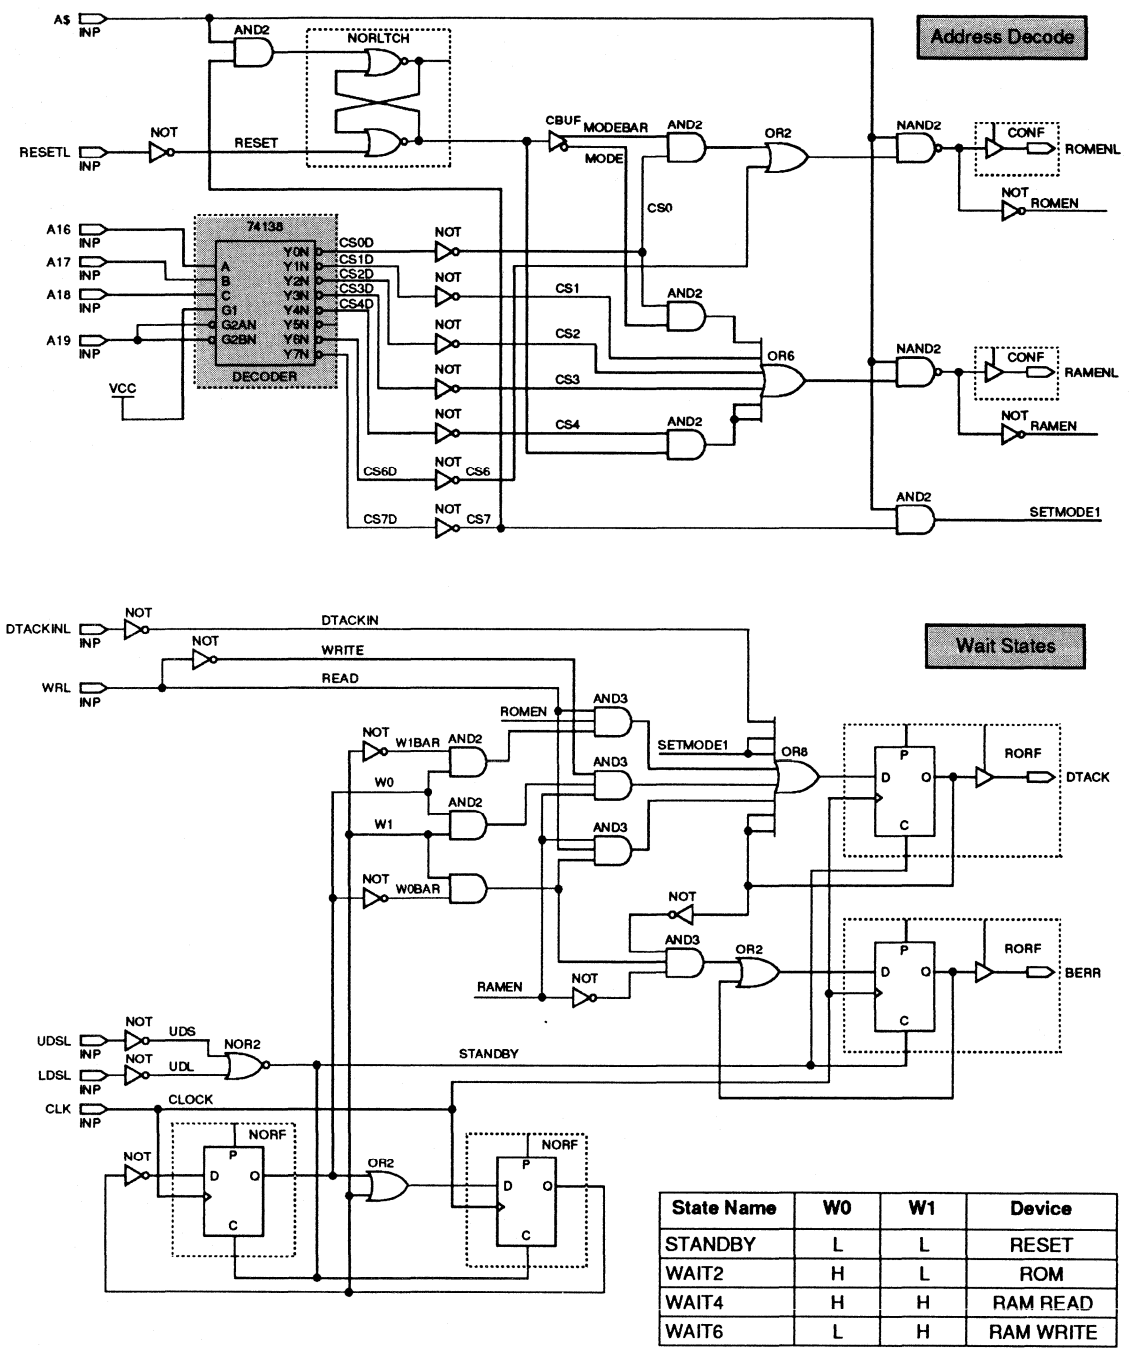 A$
INP
AND2
NORLTCH
Address Decode
RESETL
INP
NOT
RESET
CBUF
MODEBAR
MODE
AND2
OR2
NAND2
CONF
ROMENL
NOT
ROMEN
CS0
A16
INP
A17
INP
A18
INP
A19
INP
VCC
74138
A
B
C
G1
G2AN
G2BN
Y0N
Y1N
Y2N
Y3N
Y4N
Y5N
Y6N
Y7N
DECODER
CS0D
CS1D
CS2D
CS3D
CS4D
NOT
NOT
CS1
AND2
NOT
CS2
OR6
NAND2
CONF
RAMENL
NOT
CS3
NOT
CS4
AND2
NOT
RAMEN
CS6D
NOT
CS6
CS7D
NOT
CS7
AND2
SETMODE1
DTACKINL
INP
NOT
DTACKIN
Wait States
NOT
WRITE
WRL
INP
READ
ROMEN
AND3
NOT
W1BAR
AND2
SETMODE1
OR8
W0
AND3
AND2
W1
AND3
NOT
W0BAR
P
D
Q
C
RORF
DTACK
NOT
AND3
OR2
RAMEN
NOT
P
D
Q
C
RORF
BERR
UDSL
INP
NOT
UDS
NOR2
STANDBY
LDSL
INP
NOT
UDL
CLK
INP
CLOCK
NOT
P
D
Q
C
NORF
OR2
P
D
Q
C
NORF
State Name W0 W1 Device
STANDBY L L RESET
WAIT2 H L ROM
WAIT4 H H RAM READ
WAIT6 L H RAM WRITE